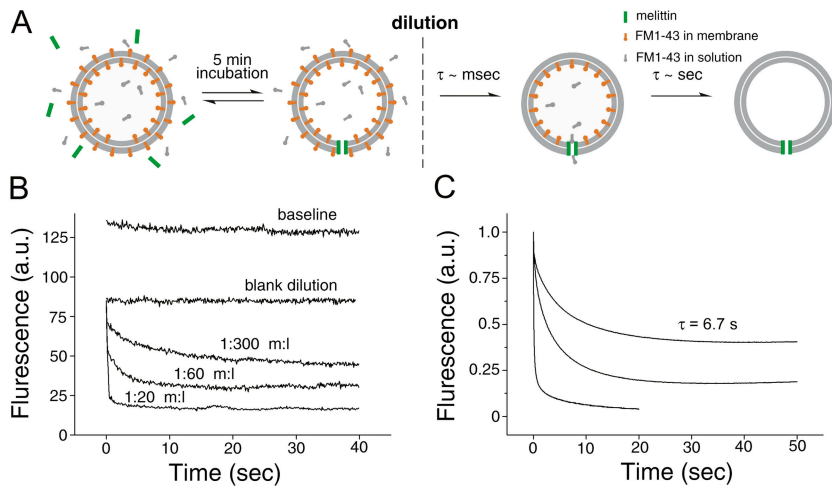 A
5 min
incubation
dilution
τ ~ msec
melittin
FM1-43 in membrane
FM1-43 in solution
τ ~ sec
B
Flurescence (a.u.)
125
100
75
50
25
0
baseline
blank dilution
1:300 m:l
1:60 m:l
1:20 m:l
0 10 20 30 40
Time (sec)
C
Flurescence (a.u.)
1.0
0.75
0.5
0.25
0
τ = 6.7 s
0 10 20 30 40 50
Time (sec)